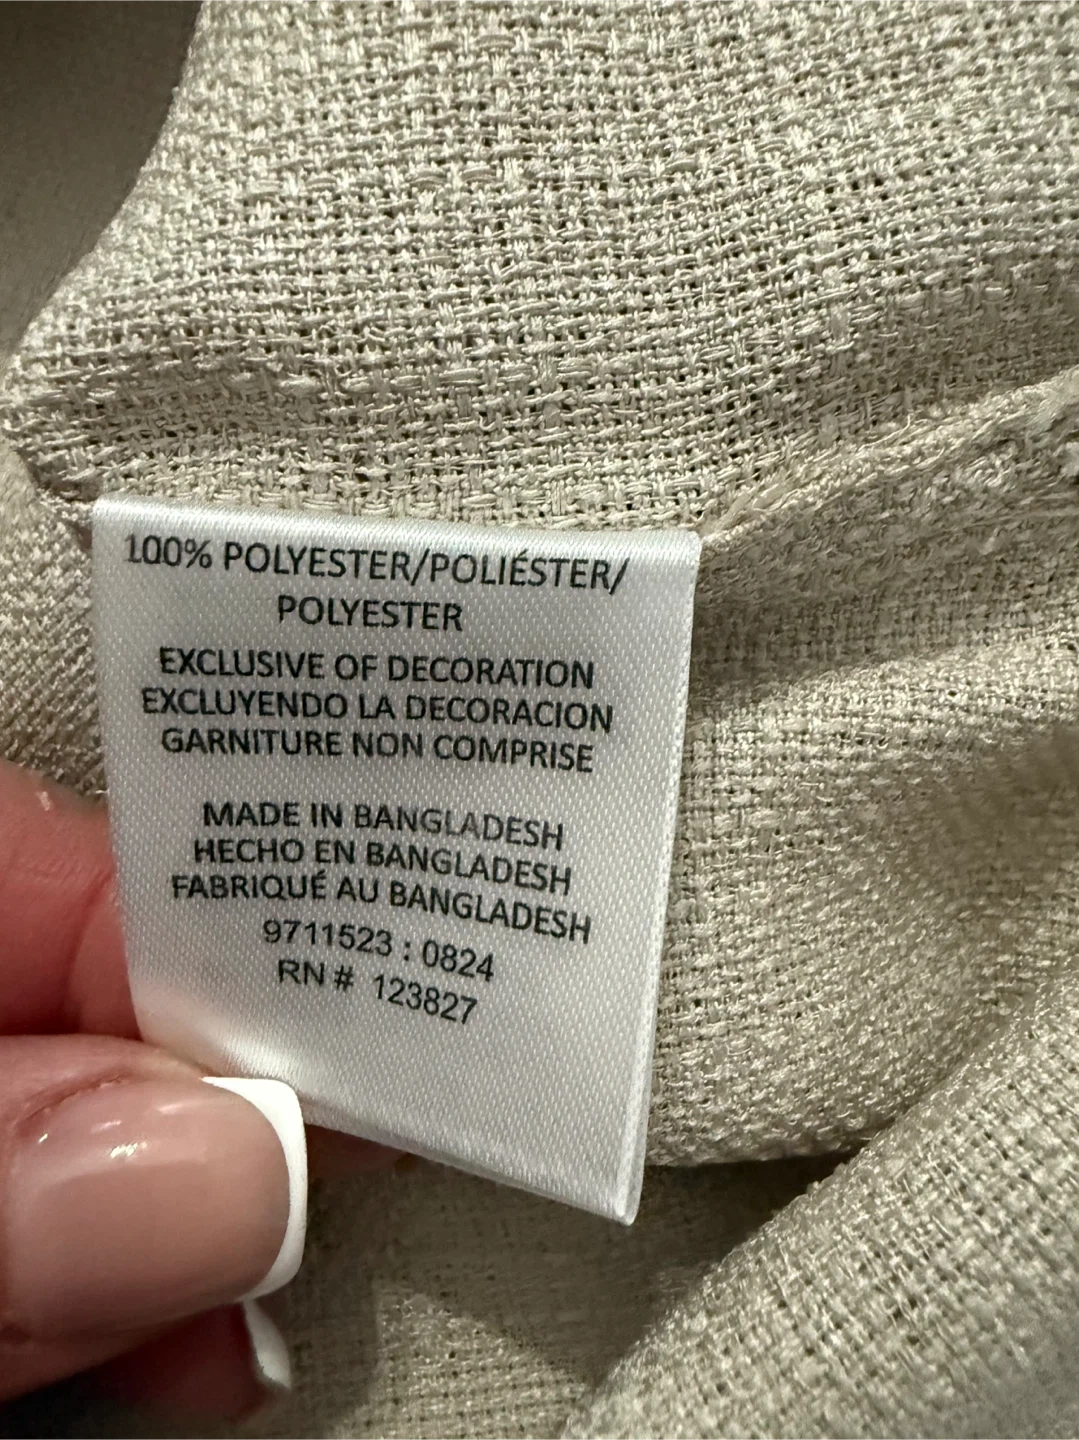 100% POLYESTER/POLIÉSTER/
POLYESTER
EXCLUSIVE OF DECORATION
EXCLUYENDO LA DECORACION
GARNITURE NON COMPRISE
MADE IN BANGLADESH
HECHO EN BANGLADESH
FABRIQUÉ AU BANGLADESH
9711523 : 0824
RN # 123827